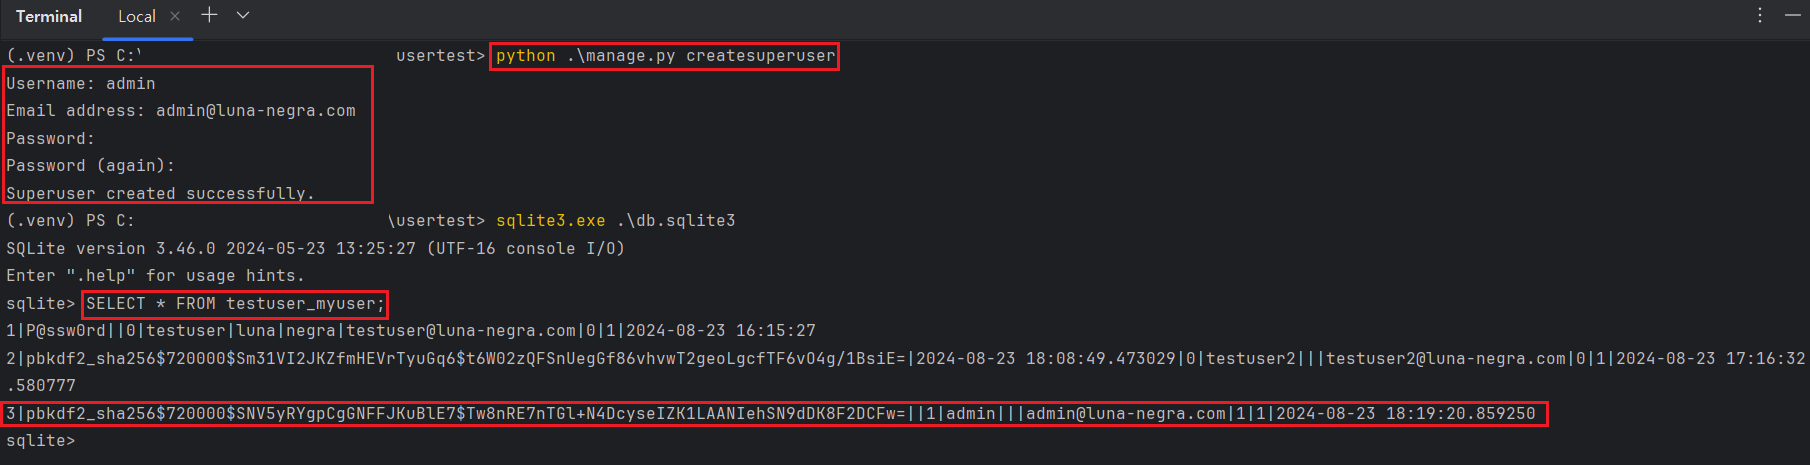 Terminal Local
(.venv) PS C:\ usertest> python .\manage.py createsuperuser
Username: admin
Email address: admin@luna-negra.com
Password:
Password (again):
Superuser created successfully.
(.venv) PS C: \usertest> sqlite3.exe .\db.sqlite3
SQLite version 3.46.0 2024-05-23 13:25:27 (UTF-16 console I/O)
Enter ".help" for usage hints.
sqlite> SELECT * FROM testuser_myuser;
1|P@ssw0rd||0|testuser|luna|negra|testuser@luna-negra.com|0|1|2024-08-23 16:15:27
2|pbkdf2_sha256$720000$Sm31VI2JKZfmHEVrTyuGq6$t6W02zQFSnUegGf86vhvwT2geoLgcfTF6vO4g/1BsiE=|2024-08-23 18:08:49.473029|0|testuser2|||testuser2@luna-negra.com|0|1|2024-08-23 17:16:32
.580777
3|pbkdf2_sha256$720000$SNV5yRYgpCgGNFFJKuBlE7$Tw8nRE7nTGl+N4DcyseIZK1LAANIehSN9dDK8F2DCFw=||1|admin|||admin@luna-negra.com|1|1|2024-08-23 18:19:20.859250
sqlite>